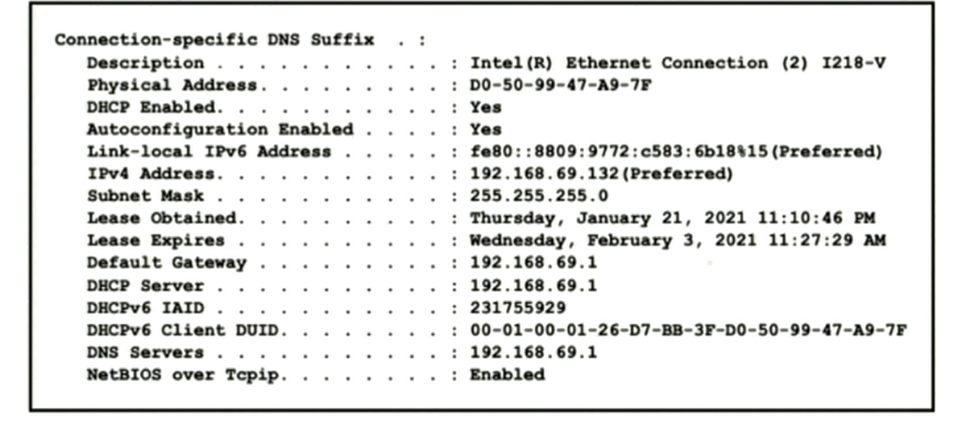 Connection-specific DNS Suffix  . :
Description . . . . . . . . . . . : Intel(R) Ethernet Connection (2) I218-V
Physical Address. . . . . . . . . : D0-50-99-47-A9-7F
DHCP Enabled. . . . . . . . . . . : Yes
Autoconfiguration Enabled . . . . : Yes
Link-local IPv6 Address . . . . . : fe80::8809:9772:c583:6b18%15(Preferred)
IPv4 Address. . . . . . . . . . . : 192.168.69.132(Preferred)
Subnet Mask . . . . . . . . . . . : 255.255.255.0
Lease Obtained. . . . . . . . . . : Thursday, January 21, 2021 11:10:46 PM
Lease Expires . . . . . . . . . . : Wednesday, February 3, 2021 11:27:29 AM
Default Gateway . . . . . . . . . : 192.168.69.1
DHCP Server . . . . . . . . . . . : 192.168.69.1
DHCPv6 IAID . . . . . . . . . . . : 231755929
DHCPv6 Client DUID. . . . . . . . : 00-01-00-01-26-D7-BB-3F-D0-50-99-47-A9-7F
DNS Servers . . . . . . . . . . . : 192.168.69.1
NetBIOS over Tcpip. . . . . . . . : Enabled